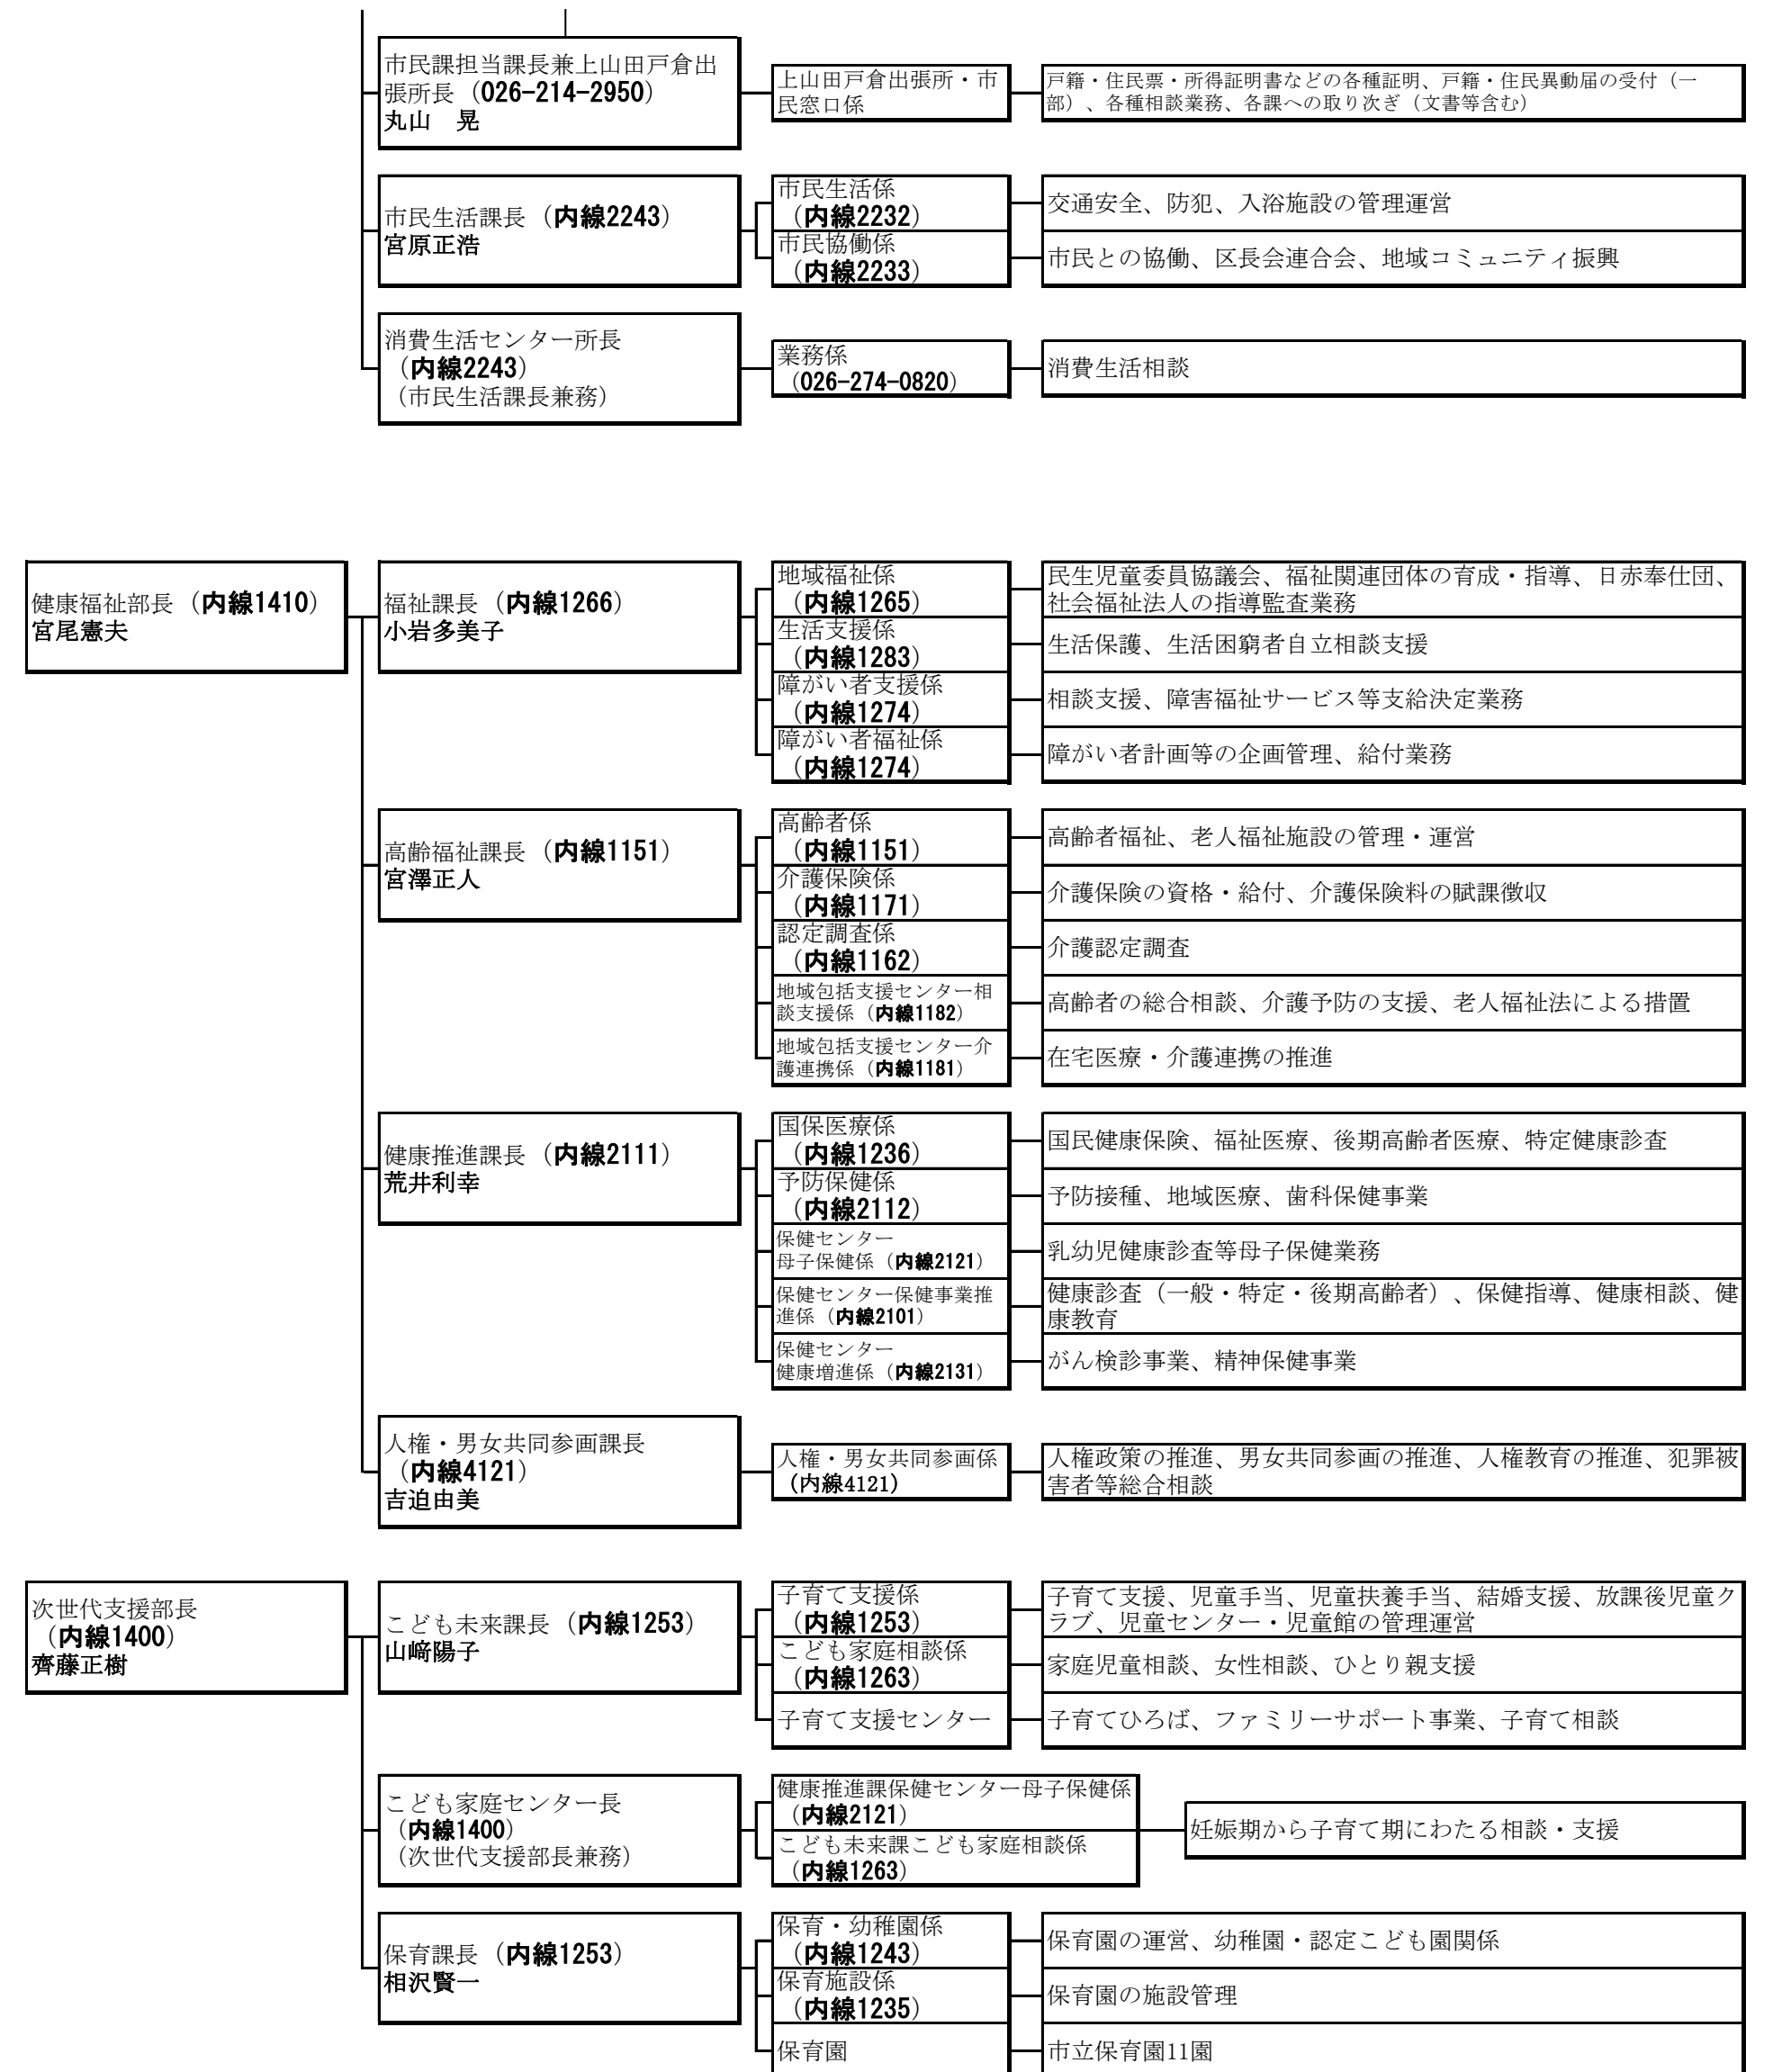 市民課担当課長兼上山田戸倉出
張所長（026-214-2950）
丸山　晃
上山田戸倉出張所・市
民窓口係
戸籍・住民票・所得証明書などの各種証明、戸籍・住民異動届の受付（一
部）、各種相談業務、各課への取り次ぎ（文書等含む）
市民生活課長（内線2243）
宮原正浩
市民生活係
（内線2232）
交通安全、防犯、入浴施設の管理運営
市民協働係
（内線2233）
市民との協働、区長会連合会、地域コミュニティ振興
消費生活センター所長
（内線2243）
（市民生活課長兼務）
業務係
（026-274-0820）
消費生活相談
健康福祉部長（内線1410）
宮尾憲夫
福祉課長（内線1266）
小岩多美子
地域福祉係
（内線1265）
民生児童委員協議会、福祉関連団体の育成・指導、日赤奉仕団、
社会福祉法人の指導監査業務
生活支援係
（内線1283）
生活保護、生活困窮者自立相談支援
障がい者支援係
（内線1274）
相談支援、障害福祉サービス等支給決定業務
障がい者福祉係
（内線1274）
障がい者計画等の企画管理、給付業務
高齢福祉課長（内線1151）
宮澤正人
高齢者係
（内線1151）
高齢者福祉、老人福祉施設の管理・運営
介護保険係
（内線1171）
介護保険の資格・給付、介護保険料の賦課徴収
認定調査係
（内線1162）
介護認定調査
地域包括支援センター相
談支援係（内線1182）
高齢者の総合相談、介護予防の支援、老人福祉法による措置
地域包括支援センター介
護連携係（内線1181）
在宅医療・介護連携の推進
健康推進課長（内線2111）
荒井利幸
国保医療係
（内線1236）
国民健康保険、福祉医療、後期高齢者医療、特定健康診査
予防保健係
（内線2112）
予防接種、地域医療、歯科保健事業
保健センター
母子保健係（内線2121）
乳幼児健康診査等母子保健業務
保健センター保健事業推
進係（内線2101）
健康診査（一般・特定・後期高齢者）、保健指導、健康相談、健
康教育
保健センター
健康増進係（内線2131）
がん検診事業、精神保健事業
人権・男女共同参画課長
（内線4121）
吉迫由美
人権・男女共同参画係
（内線4121）
人権政策の推進、男女共同参画の推進、人権教育の推進、犯罪被
害者等総合相談
次世代支援部長
（内線1400）
齊藤正樹
こども未来課長（内線1253）
山﨑陽子
子育て支援係
（内線1253）
子育て支援、児童手当、児童扶養手当、結婚支援、放課後児童ク
ラブ、児童センター・児童館の管理運営
こども家庭相談係
（内線1263）
家庭児童相談、女性相談、ひとり親支援
子育て支援センター
子育てひろば、ファミリーサポート事業、子育て相談
こども家庭センター長
（内線1400）
（次世代支援部長兼務）
健康推進課保健センター母子保健係
（内線2121）
こども未来課こども家庭相談係
（内線1263）
妊娠期から子育て期にわたる相談・支援
保育課長（内線1253）
相沢賢一
保育・幼稚園係
（内線1243）
保育園の運営、幼稚園・認定こども園関係
保育施設係
（内線1235）
保育園の施設管理
保育園
市立保育園11園